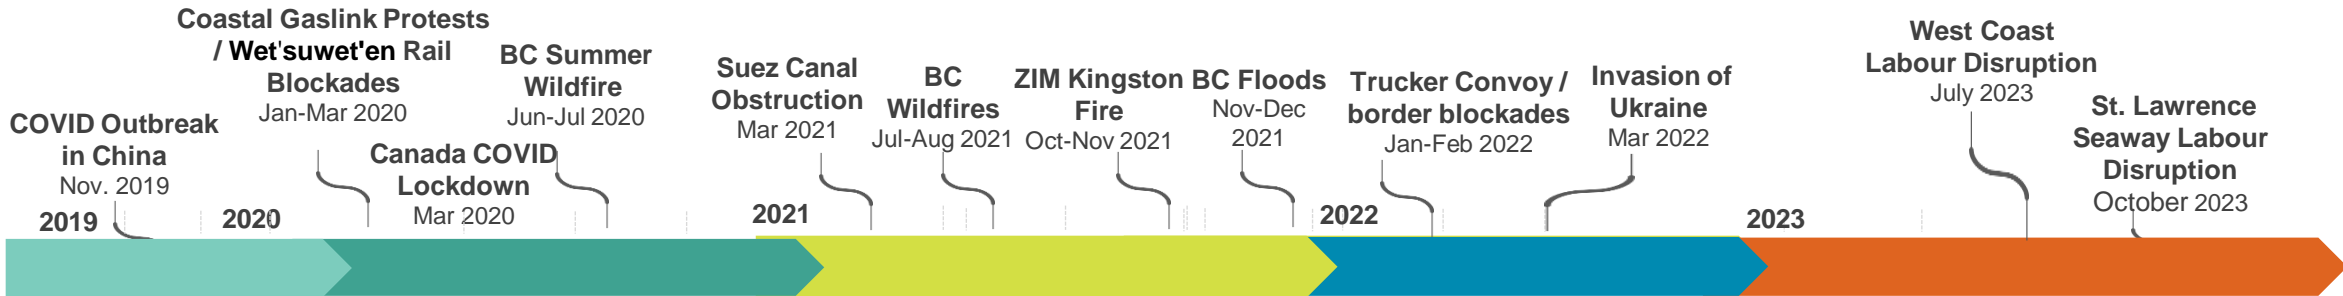 COVID Outbreak
in China
Nov. 2019
Coastal Gaslink Protests
/ Wet'suwet'en Rail
Blockades
Jan-Mar 2020
Canada COVID
Lockdown
Mar 2020
BC Summer
Wildfire
Jun-Jul 2020
Suez Canal
Obstruction
Mar 2021
BC
Wildfires
Jul-Aug 2021
ZIM Kingston
Fire
Oct-Nov 2021
BC Floods
Nov-Dec
2021
Trucker Convoy /
border blockades
Jan-Feb 2022
Invasion of
Ukraine
Mar 2022
West Coast
Labour Disruption
July 2023
St. Lawrence
Seaway Labour
Disruption
October 2023
2019
2020
2021
2022
2023